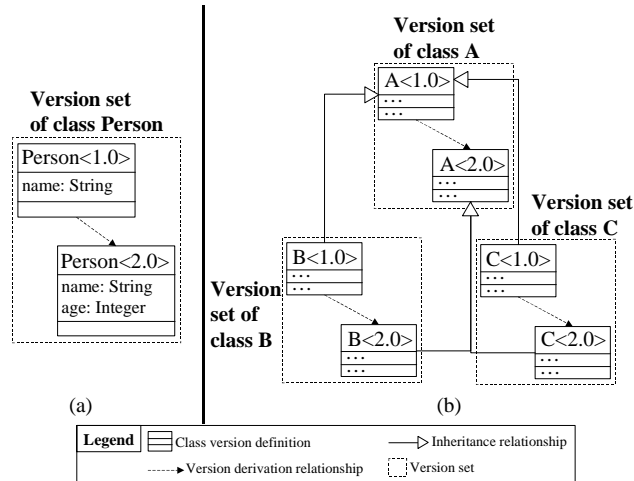 Version set
of class Person
Person<1.0>
name: String
Person<2.0>
name: String
age: Integer
(a)
Version set
of class A
A<1.0>
...
...
A<2.0>
...
...
Version
set of
class B
B<1.0>
...
...
B<2.0>
...
...
Version set
of class C
C<1.0>
...
...
C<2.0>
...
...
(b)
Legend
Class version definition
Inheritance relationship
Version derivation relationship
Version set